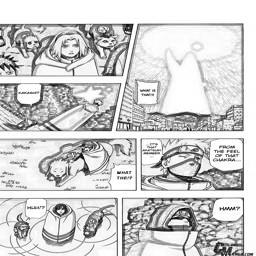 WHAT IS
THAT?!
KAKASHI?
WHAT
THE!?
FROM
THE FEEL
OF THAT
CHAKRA...
HUH?
HMM?